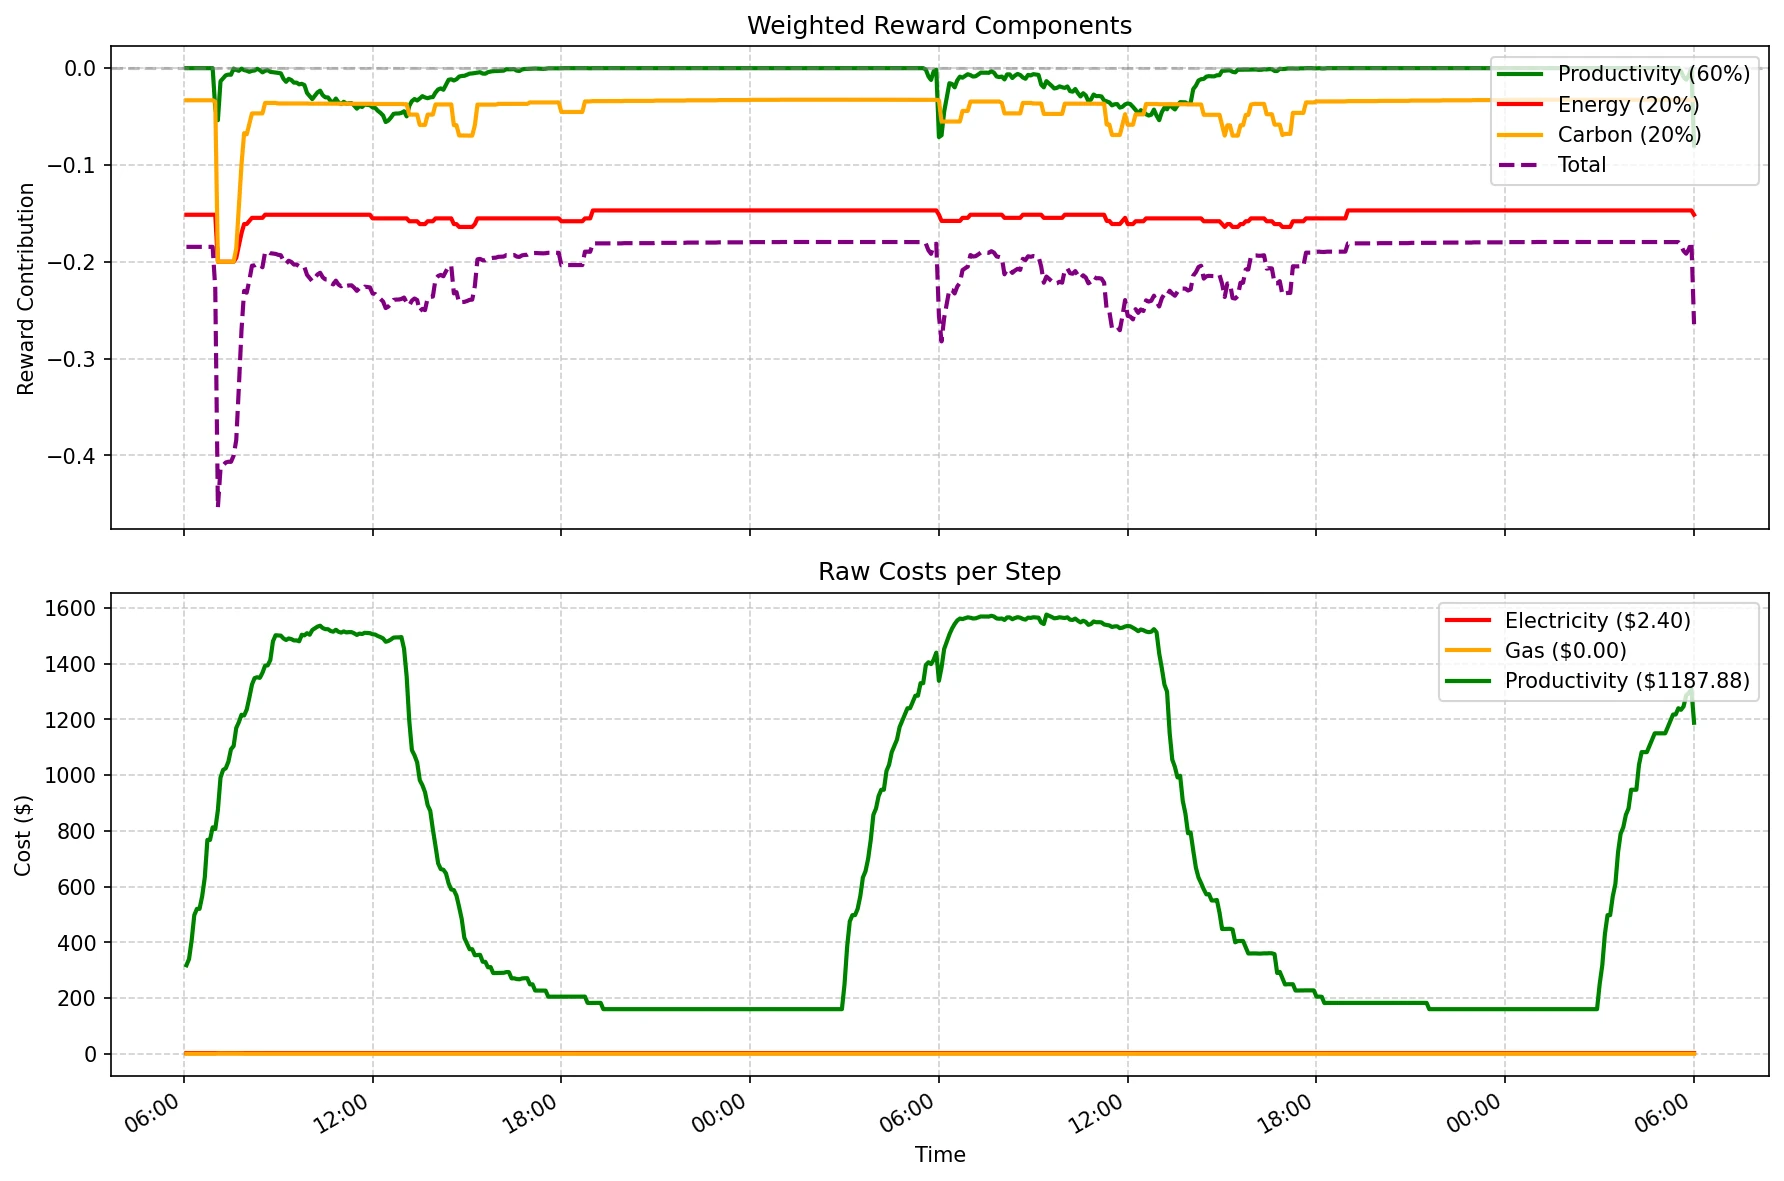 Weighted Reward Components
0.0
−0.1
−0.2
−0.3
−0.4
Reward Contribution
Productivity (60%)
Energy (20%)
Carbon (20%)
Total
Raw Costs per Step
1600
1400
1200
1000
800
600
400
200
0
Cost ($)
Electricity ($2.40)
Gas ($0.00)
Productivity ($1187.88)
06:00
12:00
18:00
00:00
06:00
12:00
18:00
00:00
06:00
Time